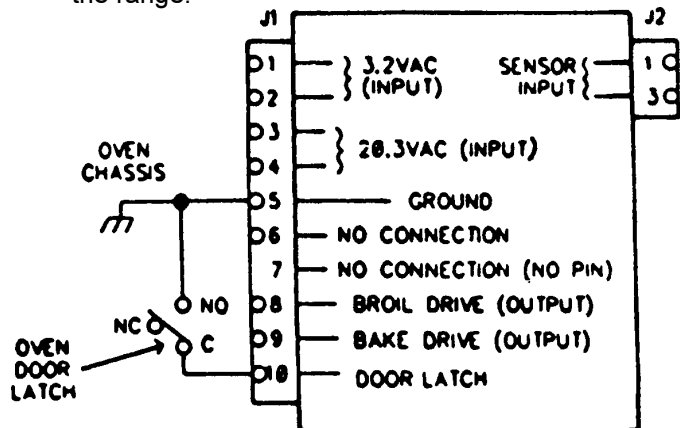 the range.
J1
J2
1
3.2VAC
(INPUT)
SENSOR
INPUT
1
2
3
3
20.3VAC (INPUT)
4
OVEN
CHASSIS
5
GROUND
6
NO CONNECTION
7
NO CONNECTION (NO PIN)
NO
8
BROIL DRIVE (OUTPUT)
NC
C
9
BAKE DRIVE (OUTPUT)
OVEN
DOOR
LATCH
10
DOOR LATCH